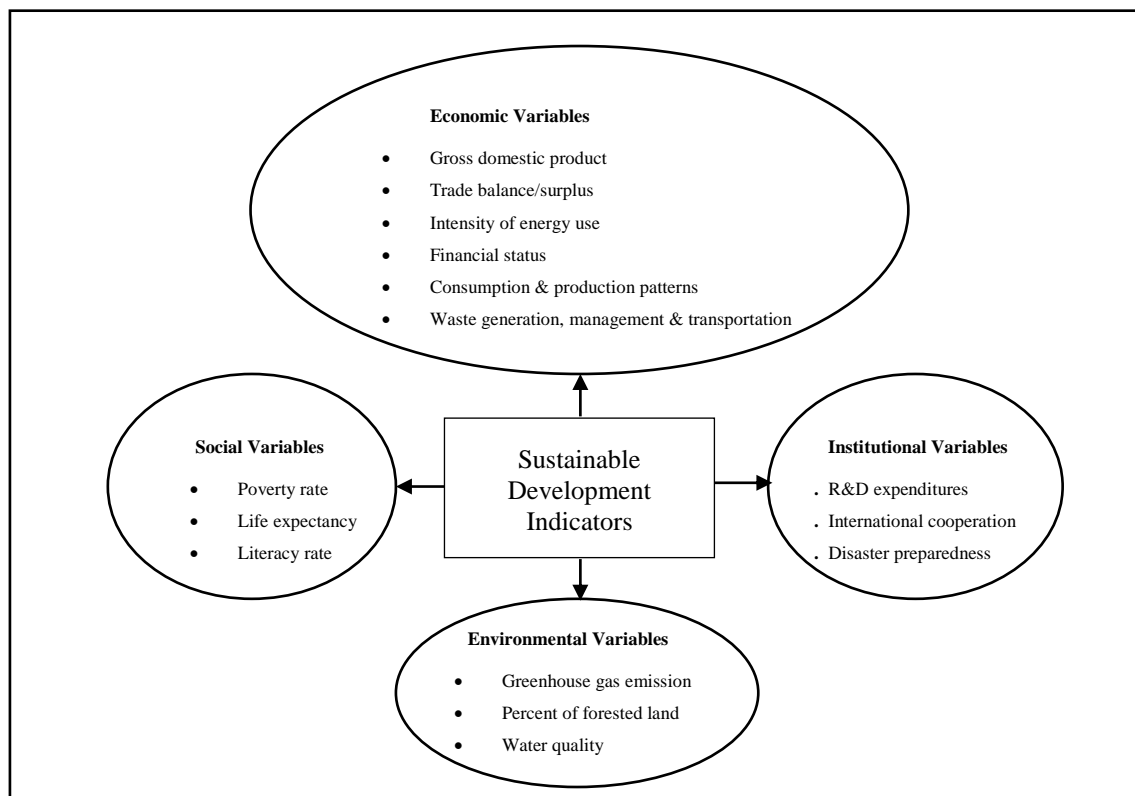 Economic Variables
• Gross domestic product
• Trade balance/surplus
• Intensity of energy use
• Financial status
• Consumption & production patterns
• Waste generation, management & transportation
Social Variables
• Poverty rate
• Life expectancy
• Literacy rate
Sustainable
Development
Indicators
Institutional Variables
. R&D expenditures
. International cooperation
. Disaster preparedness
Environmental Variables
• Greenhouse gas emission
• Percent of forested land
• Water quality